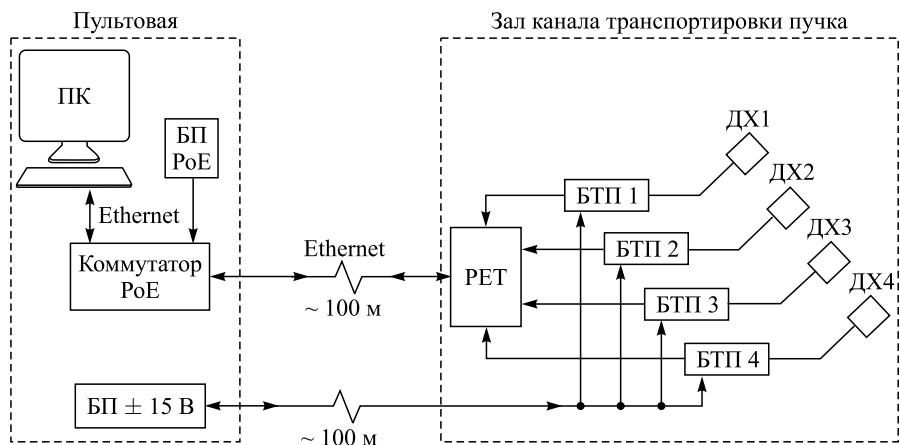 Пультовая
Зал канала транспортировки пучка
ПК
БП
PoE
Ethernet
Коммутатор
PoE
Ethernet
~ 100 м
РЕТ
БТП 1
БТП 2
БТП 3
БТП 4
ДХ1
ДХ2
ДХ3
ДХ4
БП ± 15 В
~ 100 м